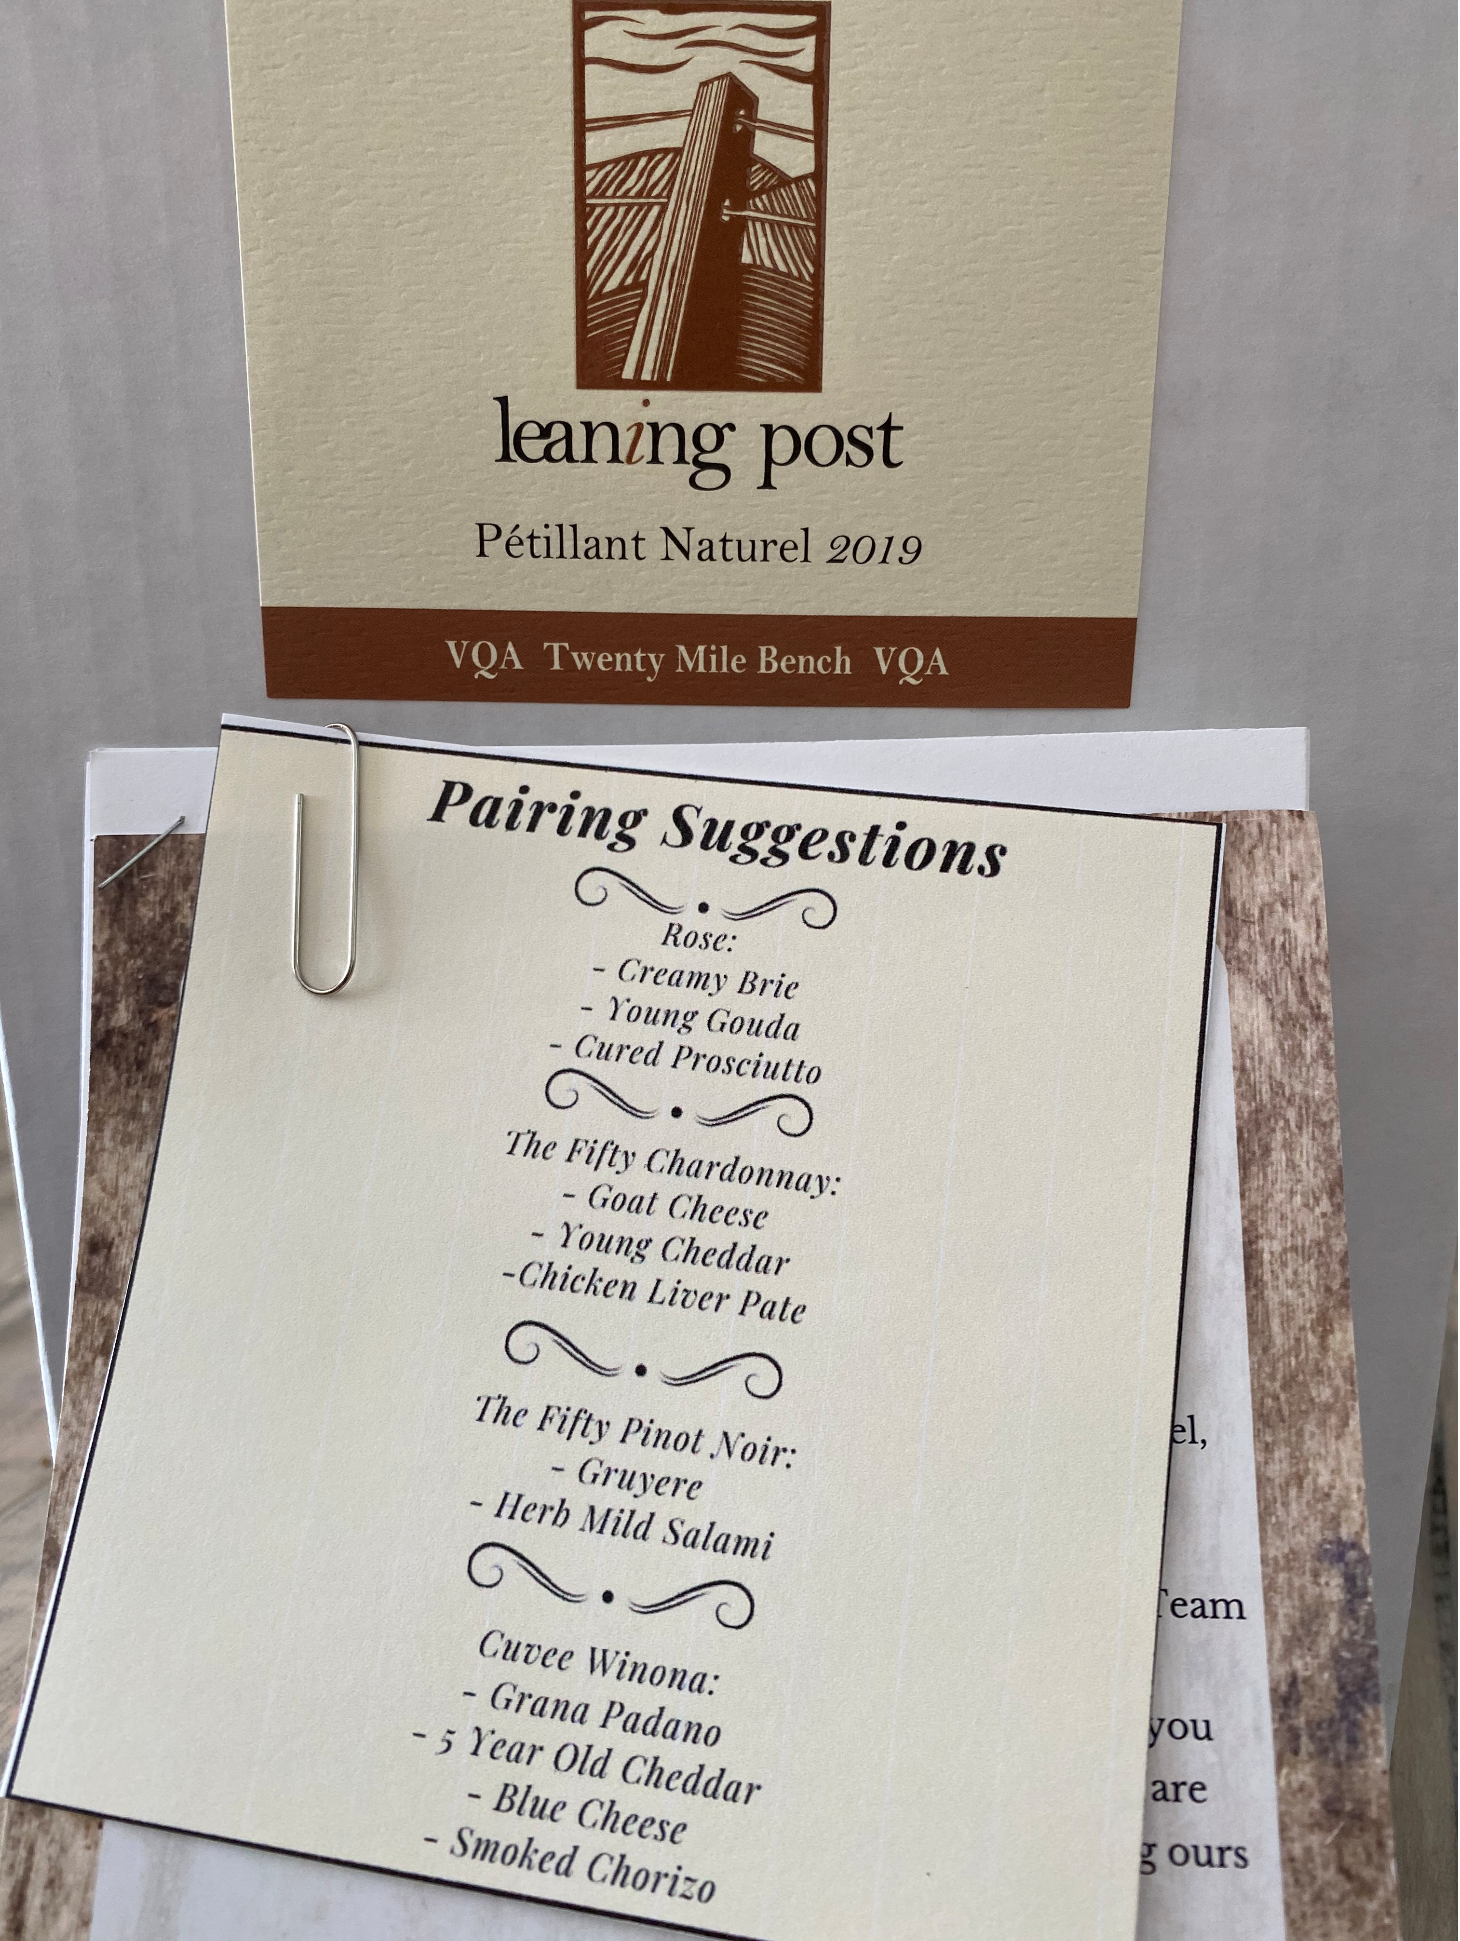 leaning post
Pétillant Naturel 2019
VQA Twenty Mile Bench VQA
Pairing Suggestions
Rose:
- Creamy Brie
- Young Gouda
- Cured Prosciutto
The Fifty Chardonnay:
- Goat Cheese
- Young Cheddar
-Chicken Liver Pate
The Fifty Pinot Noir:
- Gruyere
- Herb Mild Salami
Cuvee Winona:
- Grana Padano
- 5 Year Old Cheddar
- Blue Cheese
- Smoked Chorizo
el,
Team
you
are
g ours